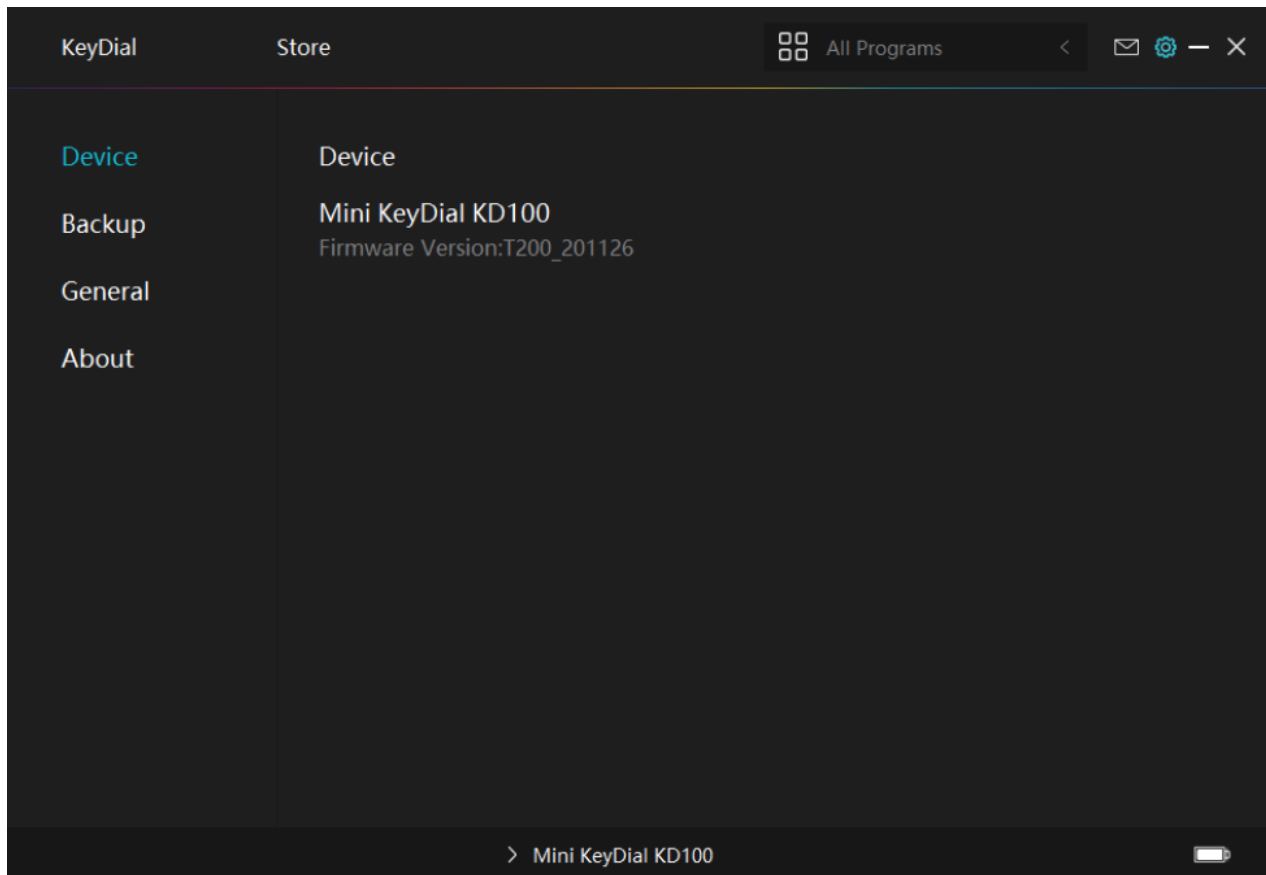 KeyDial Store All Programs
Device
Backup
General
About
Device
Mini KeyDial KD100
Firmware Version:T200_201126
Mini KeyDial KD100